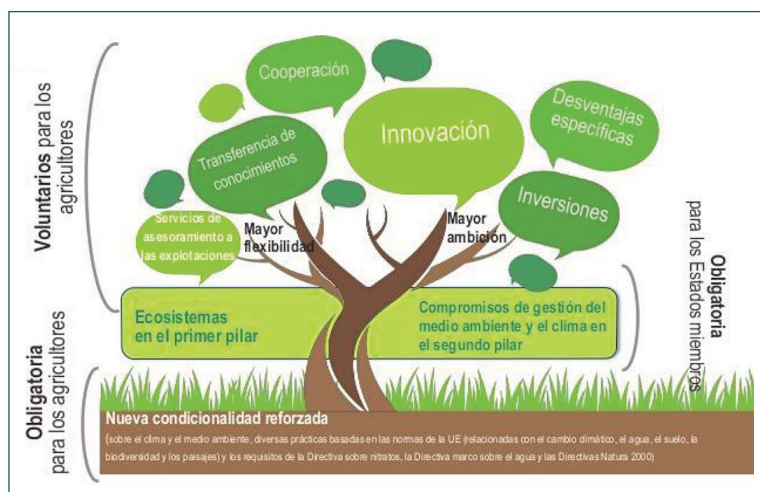 Voluntarios para los
agricultores
Cooperación
Desventajas
específicas
Innovación
Transferencia de
conocimientos
Inversiones
Servicios de
asesoramiento a
las explotaciones
Mayor
flexibilidad
Mayor
ambición
Obligatoria
para los Estados miembros
Ecosistemas
en el primer pilar
Compromisos de gestión del
medio ambiente y el clima en
el segundo pilar
Obligatoria
para los agricultores
Nueva condicionalidad reforzada
(sobre el clima y el medio ambiente, diversas prácticas basadas en las normas de la UE (relacionadas con el cambio climático, el agua, el suelo, la
biodiversidad y los paisajes) y los requisitos de la Directiva sobre nitratos, la Directiva marco sobre el agua y las Directivas Natura 2000)